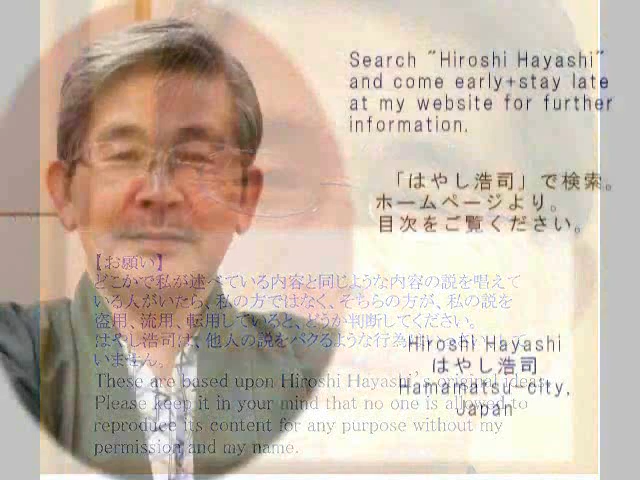 Search "Hiroshi Hayashi"
and come early+stay late
at my website for further
information.
「はやし浩司」で検索。
ホームページより。
目次をご覧ください。
【お願い】
どこかで私が述べている内容と同じような内容の説を唱えて
いる人がいたら、私の方ではなく、そちらの方が、私の説を
盗用、流用、転用していると、どうか判断してください。
はやし浩司は、他人の説をパクるような行為は
いません。
These are based upon Hiroshi Hayashi's original ideas.
Please keep it in your mind that no one is allowed to
reproduce its content for any purpose without my
permission and my name.
Hiroshi Hayashi
はやし浩司
Hamamatsu-city,
Japan